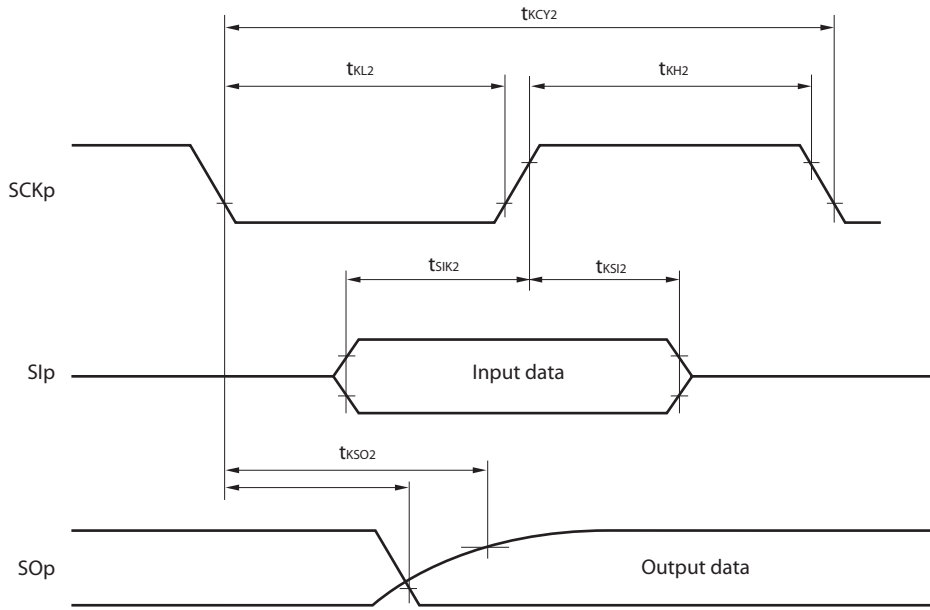 tKCY2
tKL2
tKH2
SCKp
tSIK2
tKSI2
SIp
Input data
tKSO2
SOp
Output data